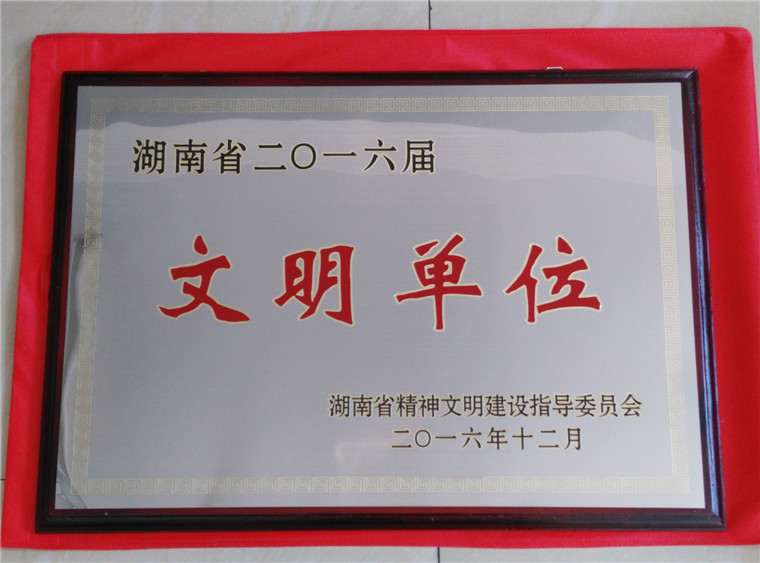 湖南省二〇一六届
文明单位
湖南省精神文明建设指导委员会
二〇一六年十二月